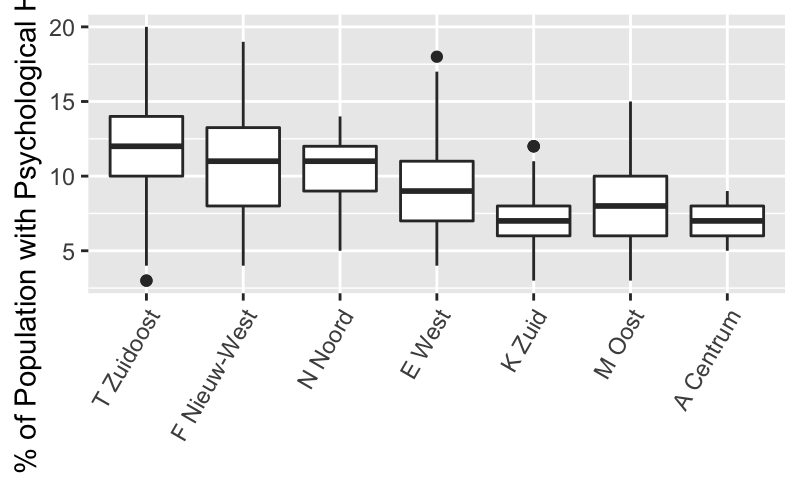 % of Population with Psychological
20
15
10
5
T Zuidoost
F Nieuw-West
N Noord
E West
K Zuid
M Oost
A Centrum